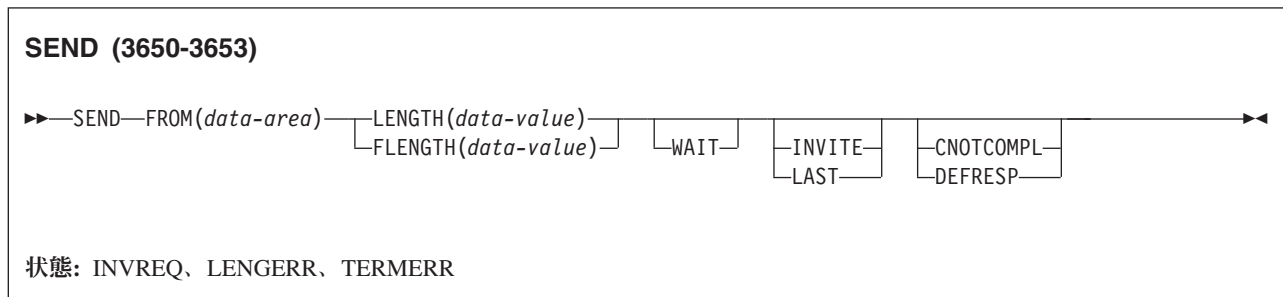 SEND (3650-3653)
SEND FROM(data-area) LENGTH(data-value) WAIT INVITE CNOTCOMPL
FLENGTH(data-value) LAST DEFRESP
状態: INVREQ、LENGERR、TERMERR